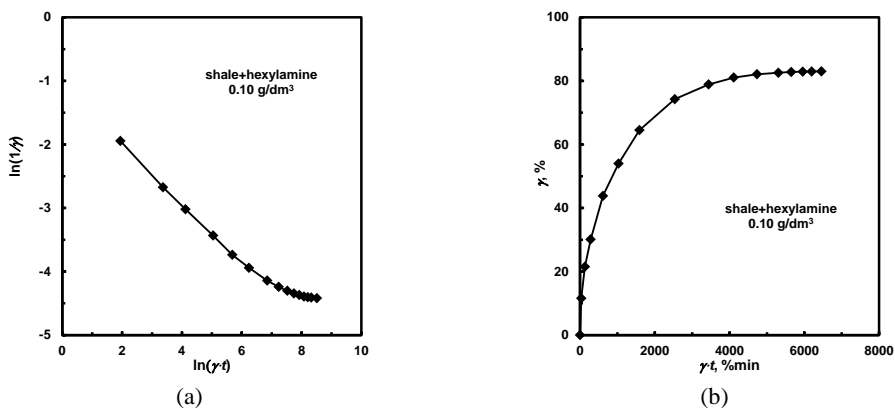 0
-1
-2
-3
-4
-5
ln(1/γ)
shale+hexylamine
0.10 g/dm³
0 2 4 6 8 10
ln(γ·t)
(a)
100
80
60
40
20
0
γ, %
shale+hexylamine
0.10 g/dm³
0 2000 4000 6000 8000
γ·t, %min
(b)